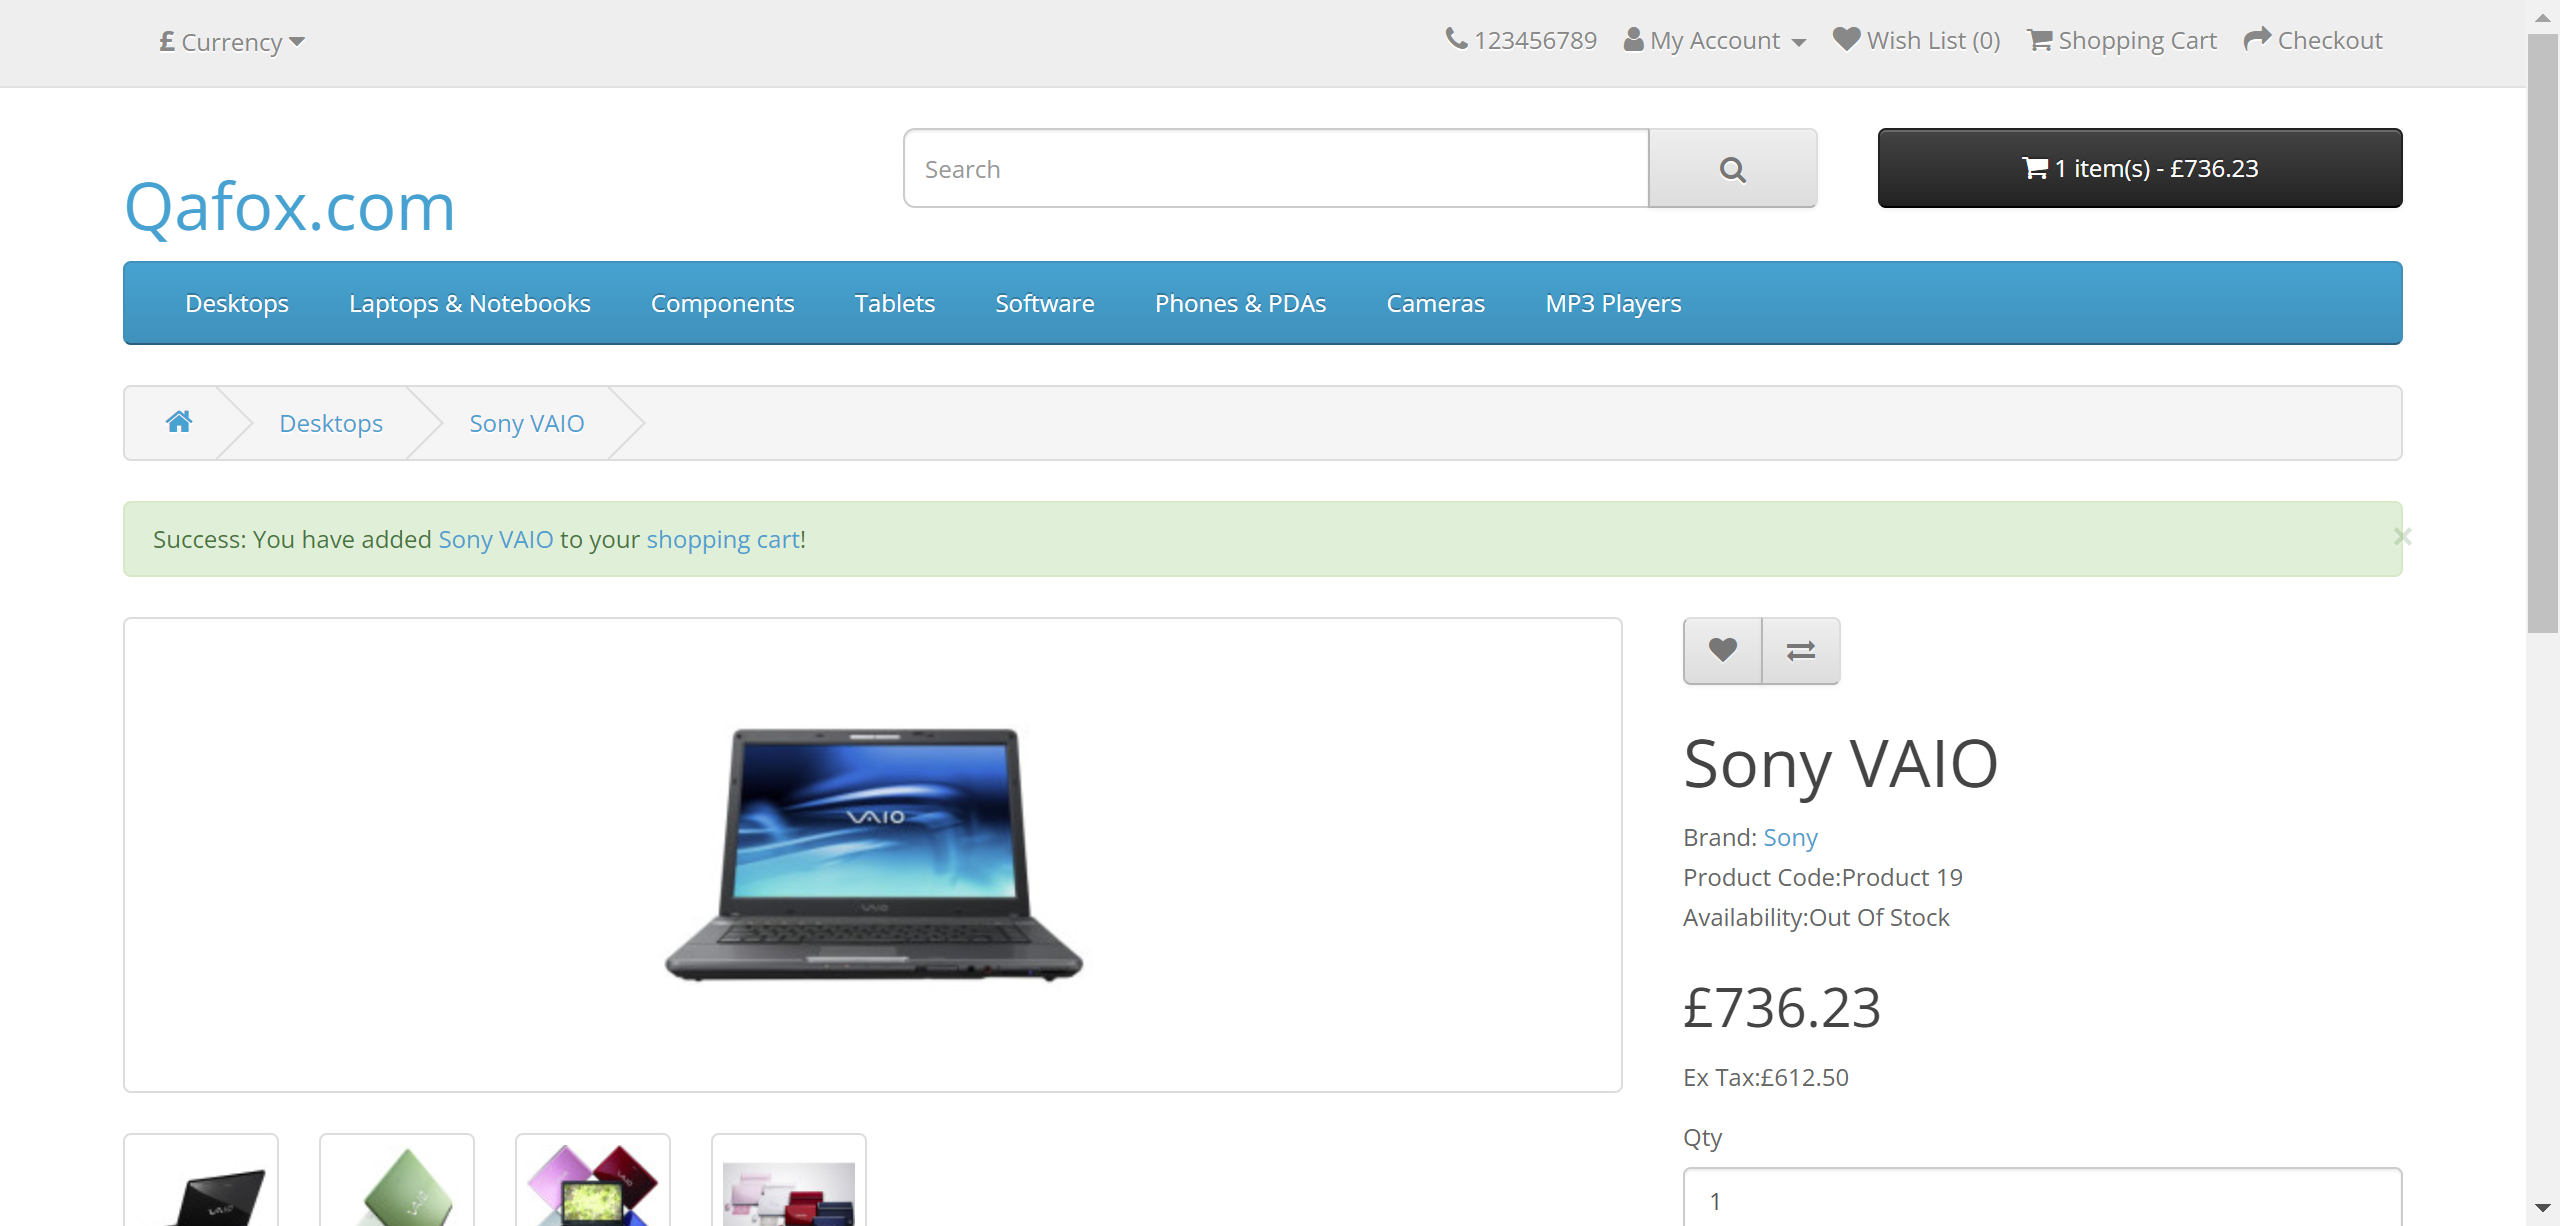 £ Currency
123456789 My Account Wish List (0) Shopping Cart Checkout
Qafox.com
Search
1 item(s) - £736.23
Desktops Laptops & Notebooks Components Tablets Software Phones & PDAs Cameras MP3 Players
Desktops Sony VAIO
Success: You have added Sony VAIO to your shopping cart!
×
VAIO
VAIO
Sony VAIO
Brand: Sony
Product Code:Product 19
Availability:Out Of Stock
£736.23
Ex Tax:£612.50
Qty
1
VAIO
VAIO